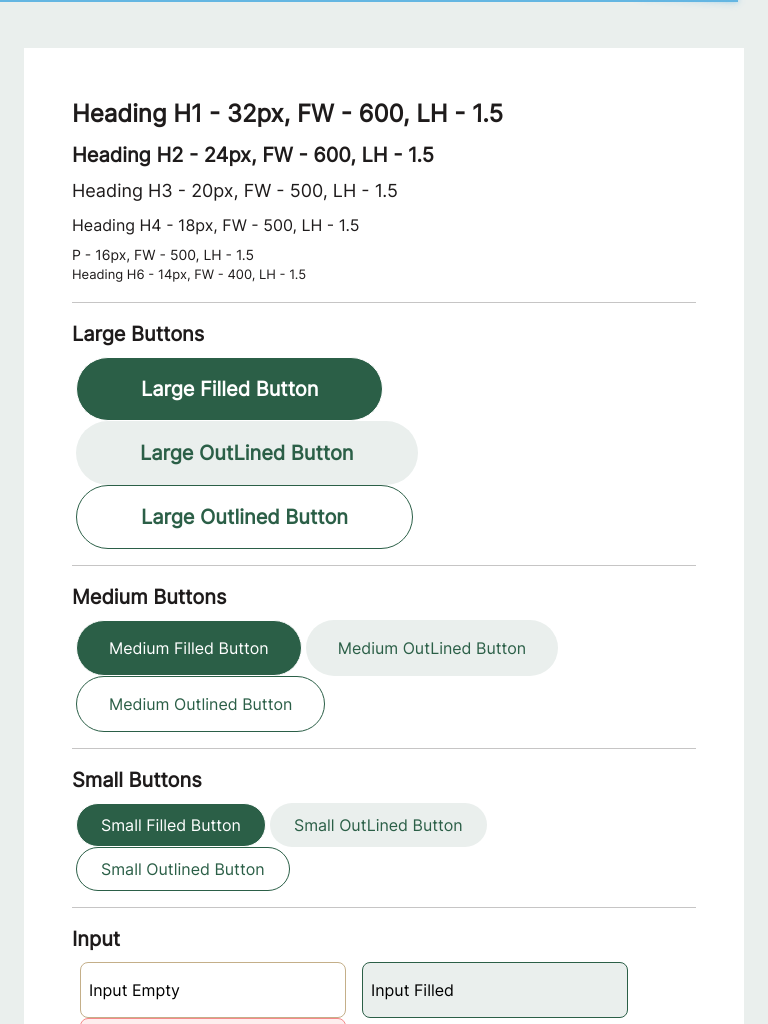 Heading H1 - 32px, FW - 600, LH - 1.5
Heading H2 - 24px, FW - 600, LH - 1.5
Heading H3 - 20px, FW - 500, LH - 1.5
Heading H4 - 18px, FW - 500, LH - 1.5
P - 16px, FW - 500, LH - 1.5
Heading H6 - 14px, FW - 400, LH - 1.5
Large Buttons
Large Filled Button
Large OutLined Button
Large Outlined Button
Medium Buttons
Medium Filled Button Medium OutLined Button
Medium Outlined Button
Small Buttons
Small Filled Button Small OutLined Button
Small Outlined Button
Input
Input Empty Input Filled